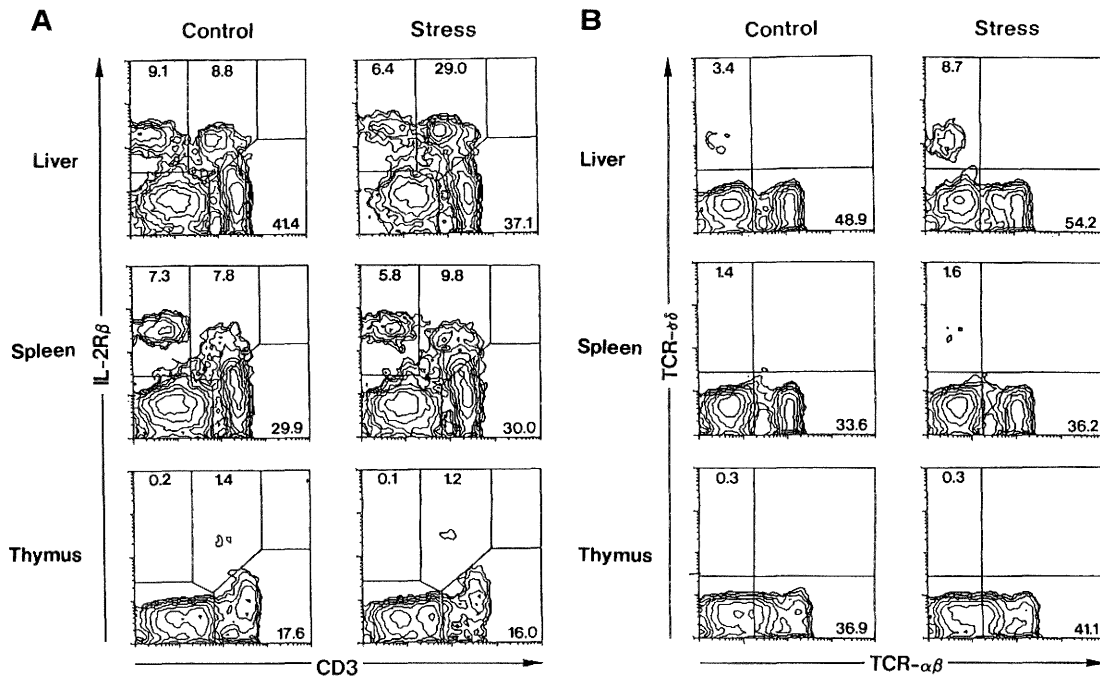 A
B
Control
Stress
Control
Stress
9.1
8.8
6.4
29.0
3.4
8.7
Liver
Liver
41.4
37.1
48.9
54.2
7.3
7.8
5.8
9.8
1.4
1.6
Spleen
IL-2Rβ
Spleen
TCR-γδ
29.9
30.0
33.6
36.2
0.2
1.4
0.1
1.2
0.3
0.3
Thymus
Thymus
17.6
16.0
36.9
41.1
CD3
TCR-αβ